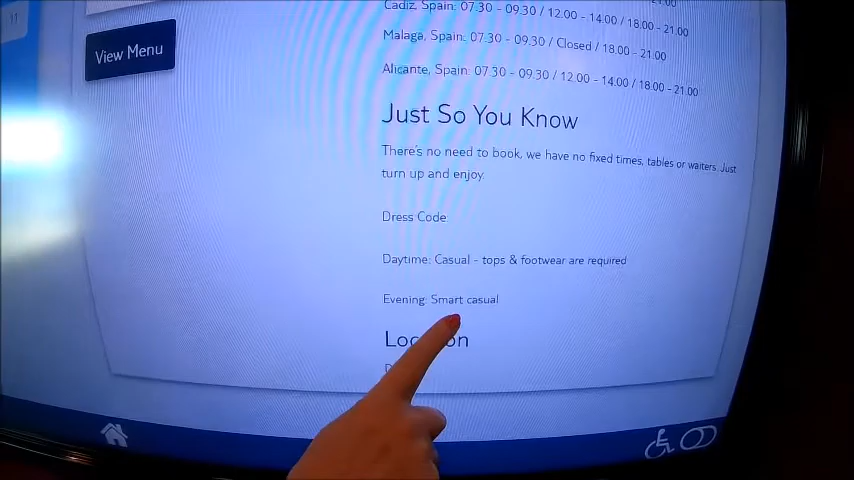 21.00
Cadiz, Spain: 07.30 - 09.30 / 12.00 - 14.00 / 18.00 - 21.00
Malaga, Spain: 07.30 - 09.30 / Closed / 18.00 - 21.00
View Menu
Alicante, Spain: 07.30 - 09.30 / 12.00 - 14.00 / 18.00 - 21.00
Just So You Know
There's no need to book, we have no fixed times, tables or waiters. Just
turn up and enjoy.
Dress Code:
Daytime: Casual - tops & footwear are required
Evening: Smart casual